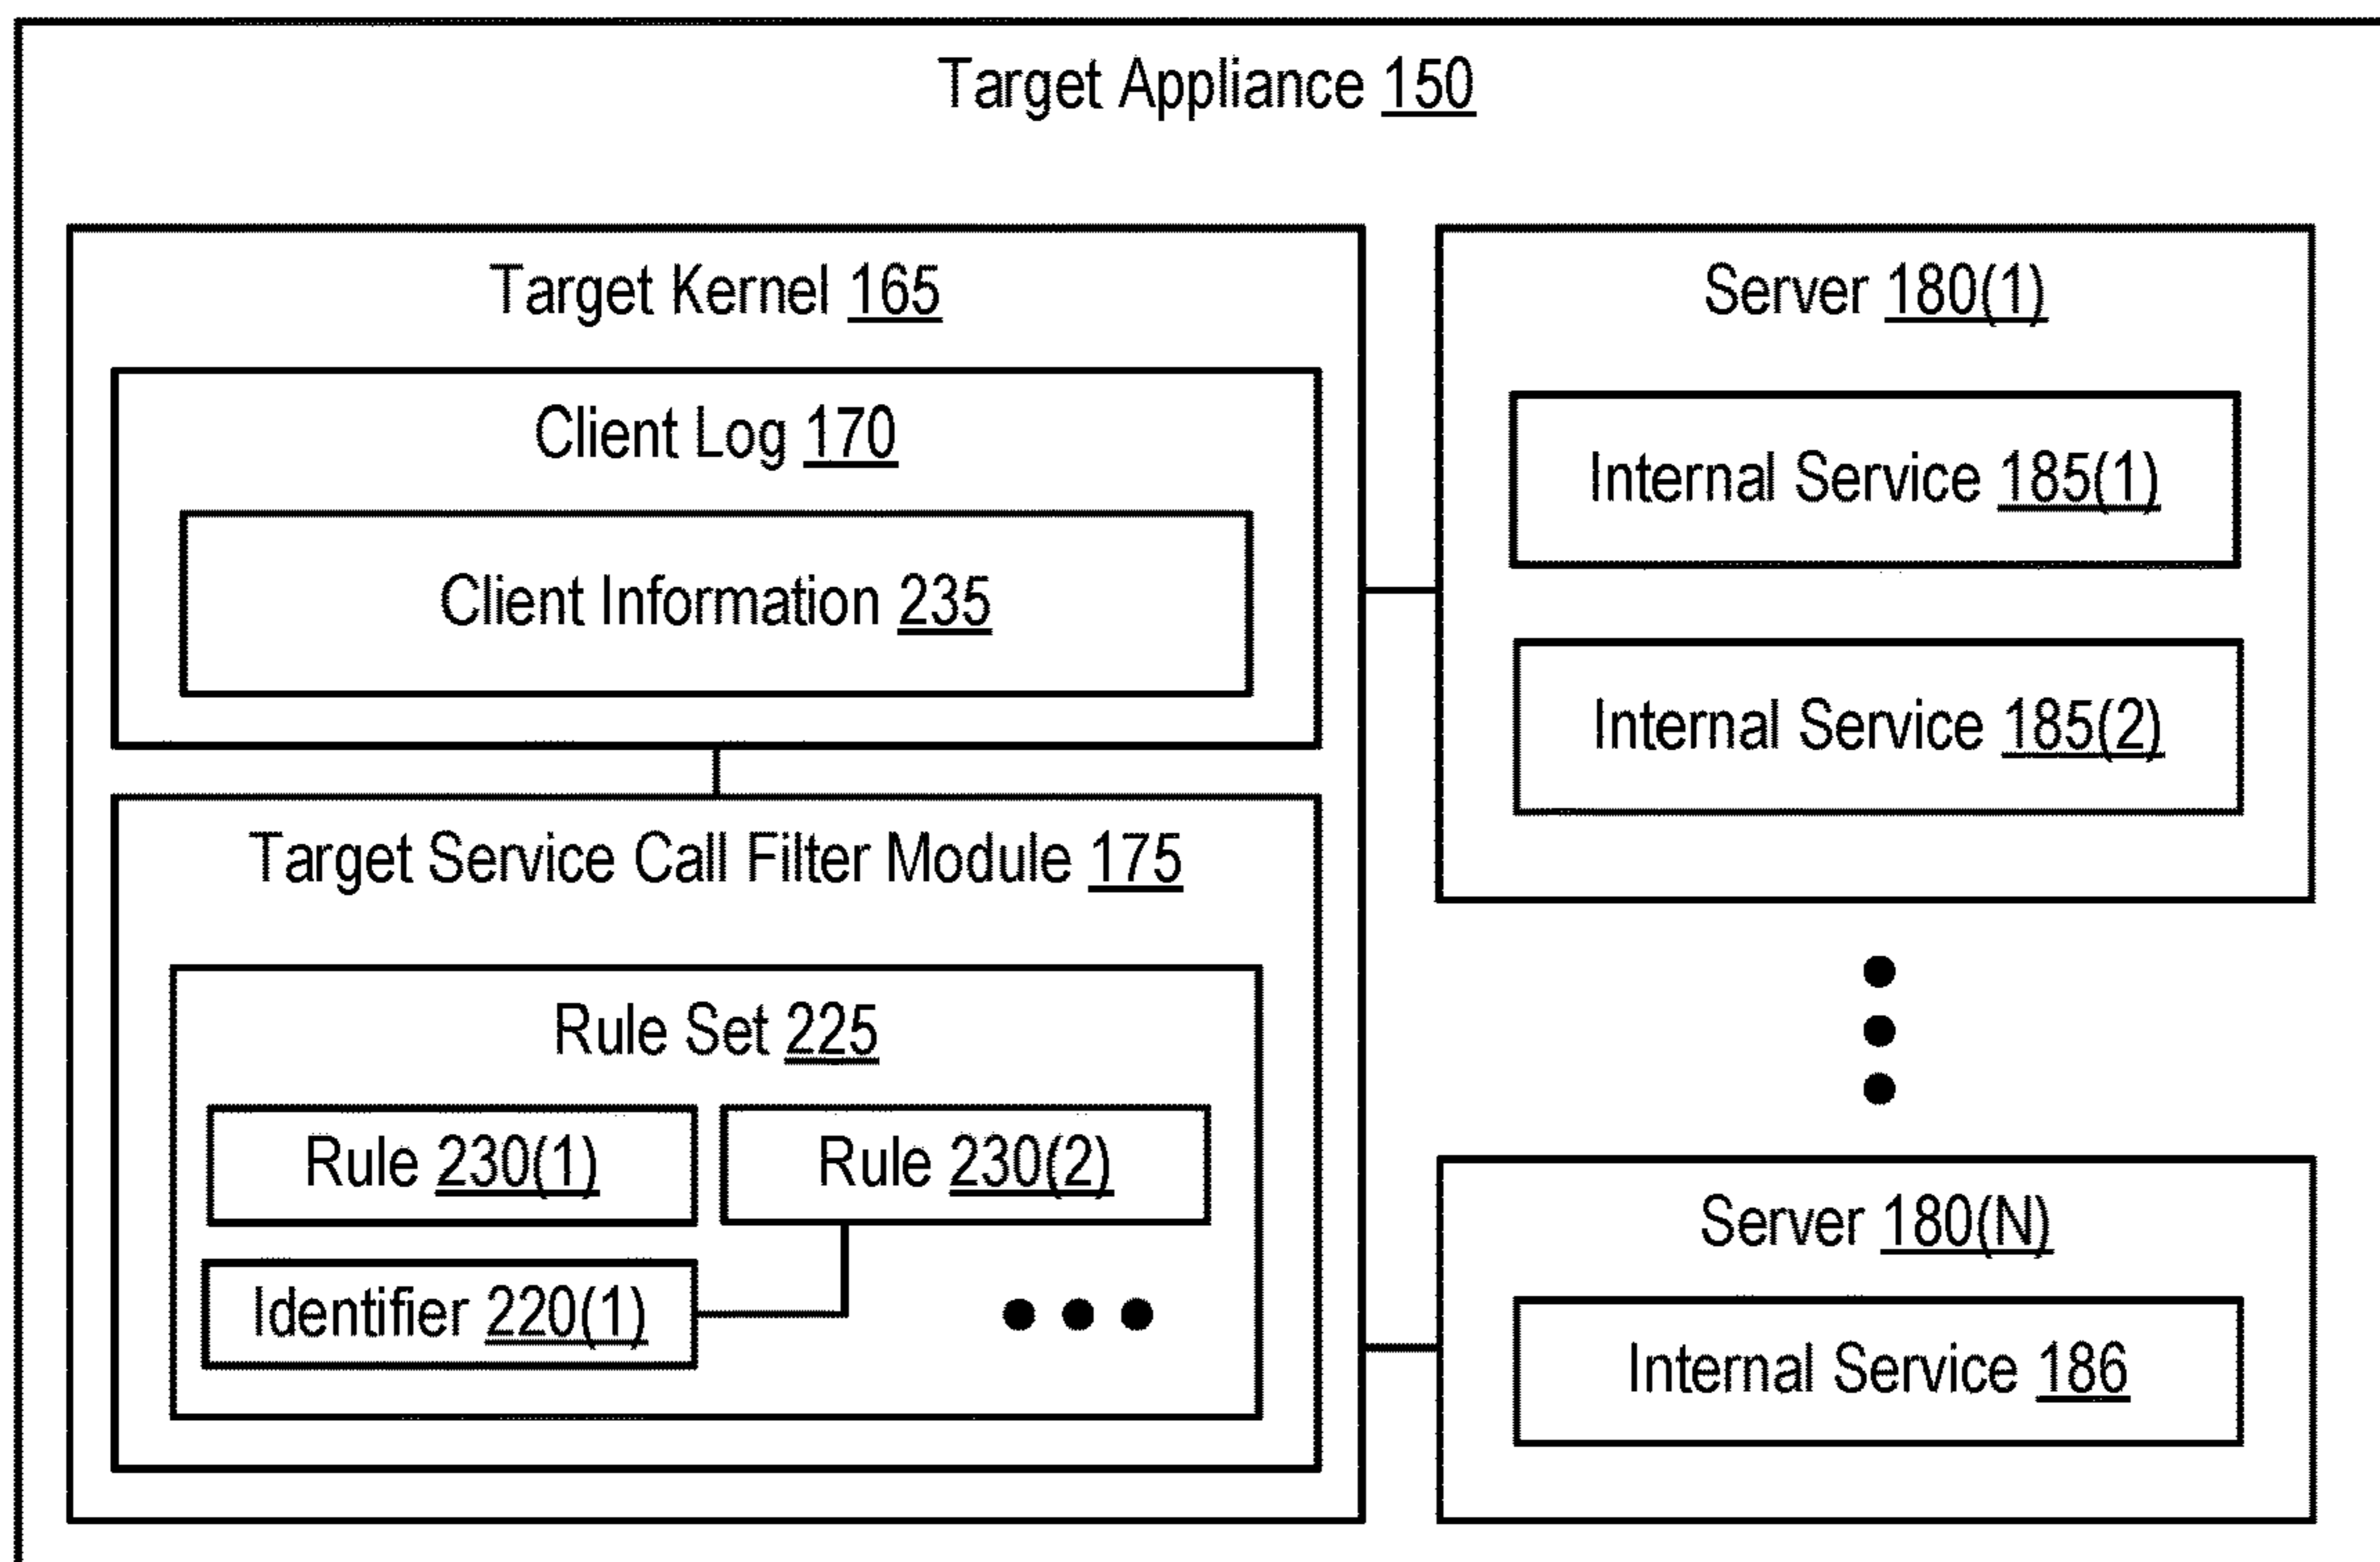 Target Appliance 150
Target Kernel 165
Client Log 170
Client Information 235
Target Service Call Filter Module 175
Rule Set 225
Rule 230(1)
Rule 230(2)
Identifier 220(1)
Server 180(1)
Internal Service 185(1)
Internal Service 185(2)
Server 180(N)
Internal Service 186